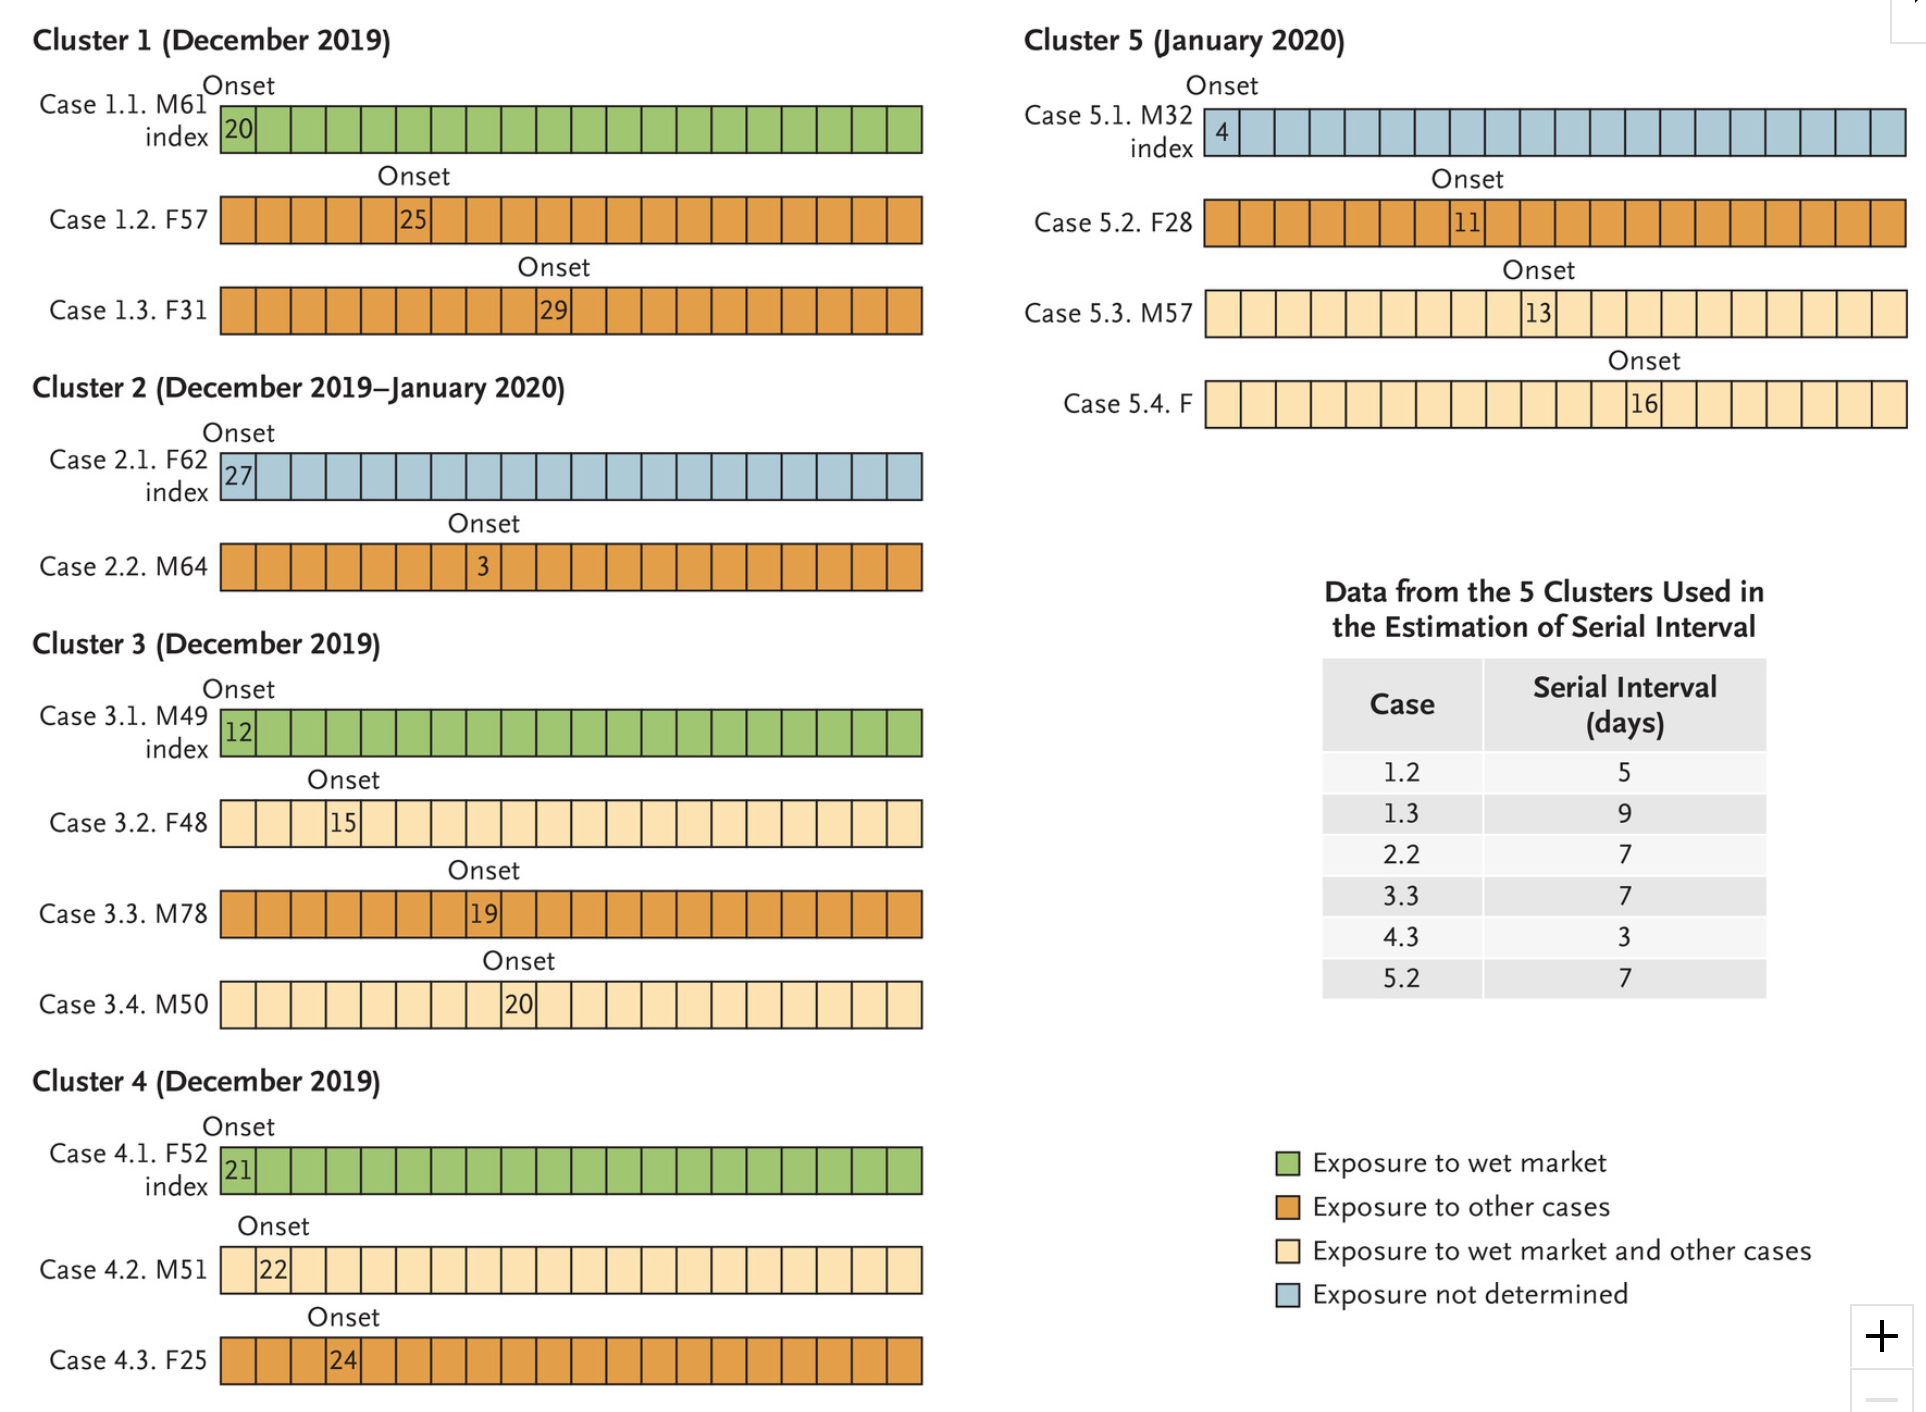 Cluster 1 (December 2019)
Onset
Case 1.1. M61
index
20
Onset
Case 1.2. F57
25
Onset
Case 1.3. F31
29
Cluster 2 (December 2019–January 2020)
Onset
Case 2.1. F62
index
27
Onset
Case 2.2. M64
3
Cluster 3 (December 2019)
Onset
Case 3.1. M49
index
12
Onset
Case 3.2. F48
15
Onset
Case 3.3. M78
19
Onset
Case 3.4. M50
20
Cluster 4 (December 2019)
Onset
Case 4.1. F52
index
21
Onset
Case 4.2. M51
22
Onset
Case 4.3. F25
24
Cluster 5 (January 2020)
Onset
Case 5.1. M32
index
4
Onset
Case 5.2. F28
11
Onset
Case 5.3. M57
13
Onset
Case 5.4. F
16
Data from the 5 Clusters Used in
the Estimation of Serial Interval
Case
Serial Interval
(days)
1.2 5
1.3 9
2.2 7
3.3 7
4.3 3
5.2 7
Exposure to wet market
Exposure to other cases
Exposure to wet market and other cases
Exposure not determined